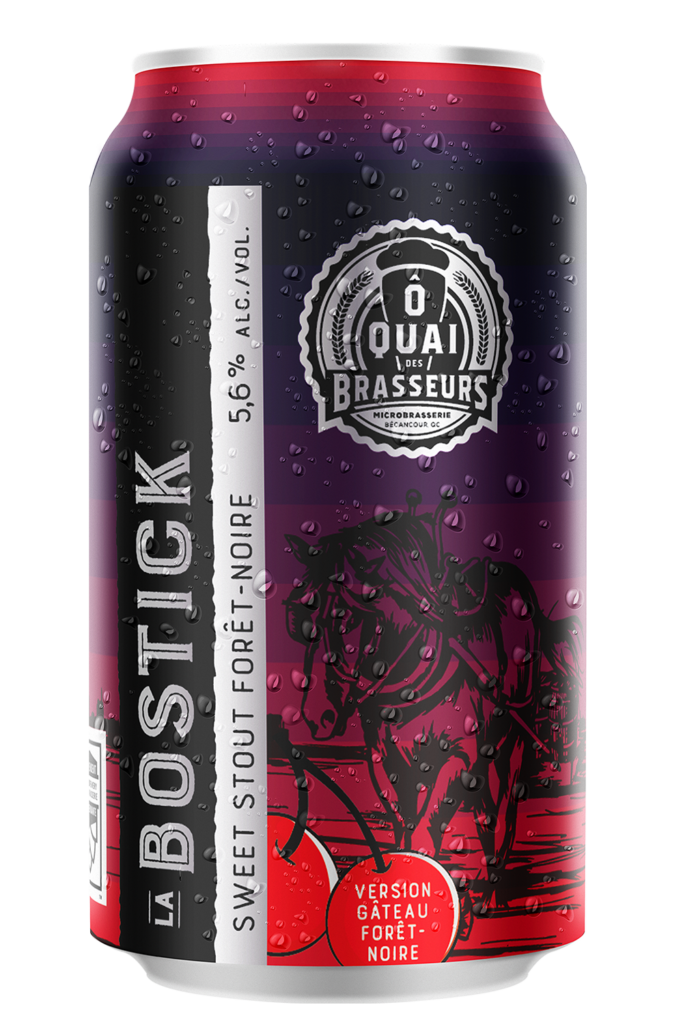 LA BOSTICK
SWEET STOUT FORÊT-NOIRE 5,6 % ALC./VOL.
Ô
QUAI
DES
BRASSEURS
MICROBRASSERIE
BÉCANCOUR, QC
VERSION
GÂTEAU
FORÊT-
NOIRE